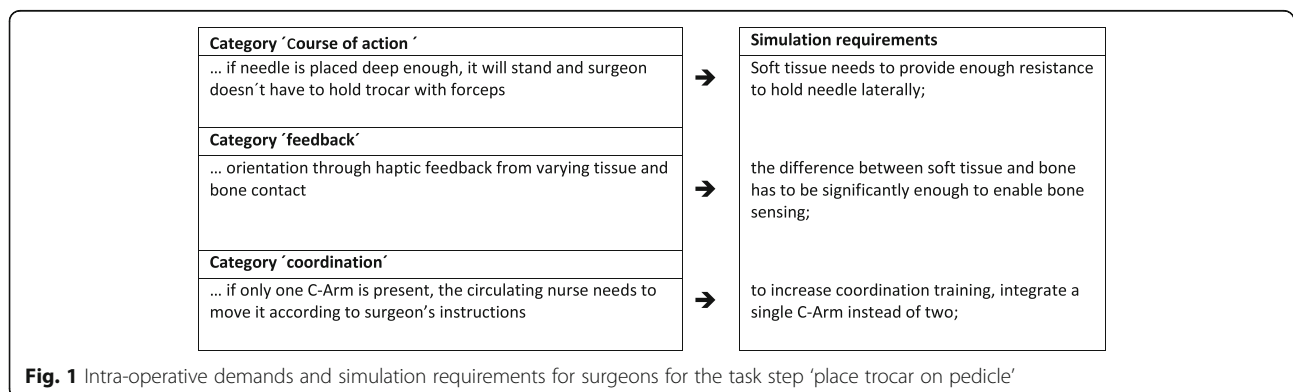 Category ´Course of action ´
… if needle is placed deep enough, it will stand and surgeon
doesn´t have to hold trocar with forceps
➔
Simulation requirements
Soft tissue needs to provide enough resistance
to hold needle laterally;
Category ´feedback´
… orientation through haptic feedback from varying tissue and
bone contact
➔
the difference between soft tissue and bone
has to be significantly enough to enable bone
sensing;
Category ´coordination´
… if only one C-Arm is present, the circulating nurse needs to
move it according to surgeon’s instructions
➔
to increase coordination training, integrate a
single C-Arm instead of two;
Fig. 1 Intra-operative demands and simulation requirements for surgeons for the task step ‘place trocar on pedicle’